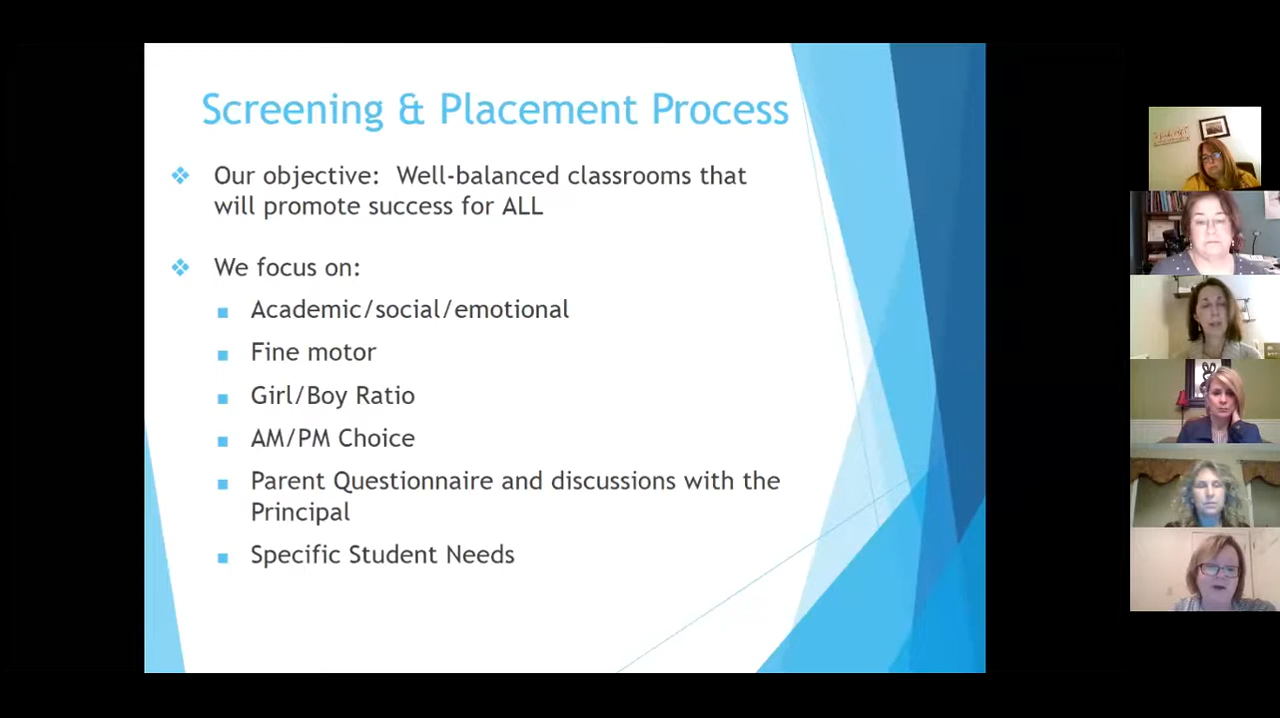 Screening & Placement Process
Our objective:  Well-balanced classrooms that
will promote success for ALL
We focus on:
Academic/social/emotional
Fine motor
Girl/Boy Ratio
AM/PM Choice
Parent Questionnaire and discussions with the
Principal
Specific Student Needs